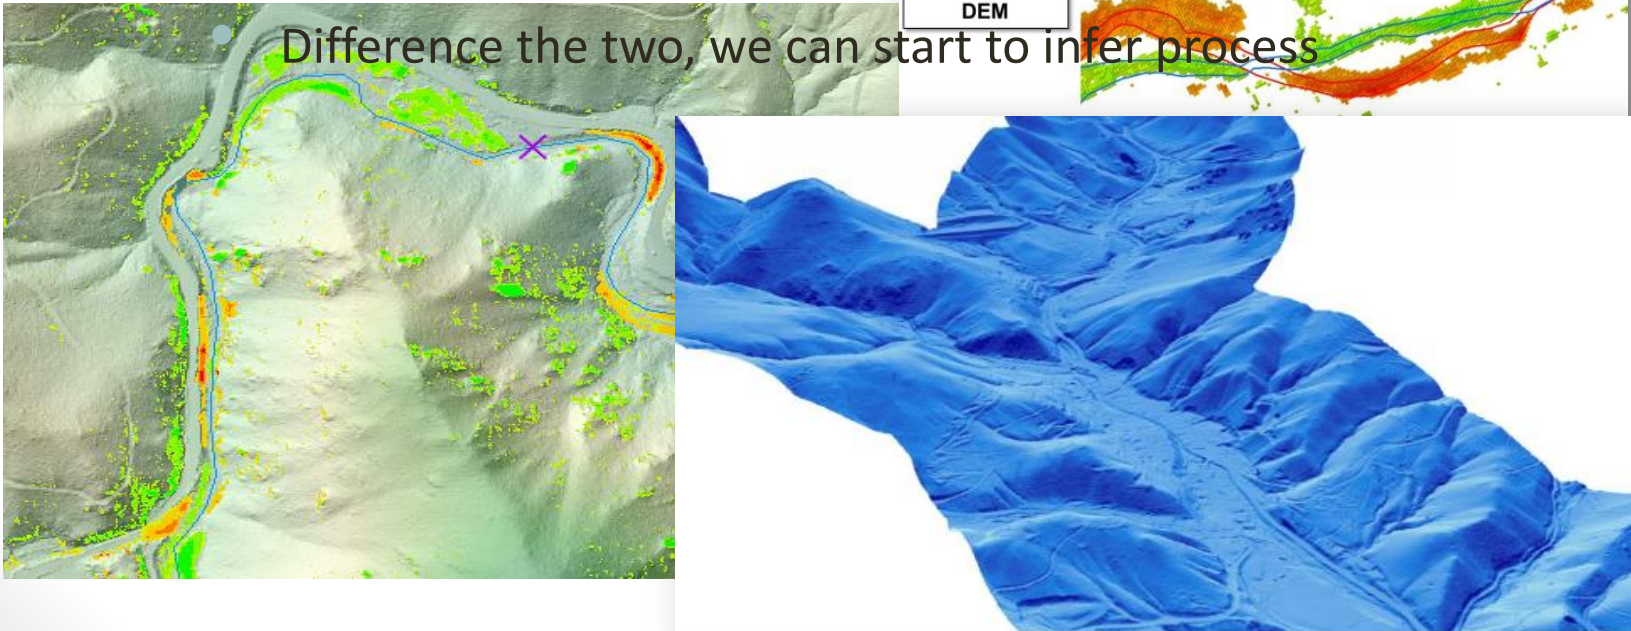 DEM
Difference the two, we can start to infer process